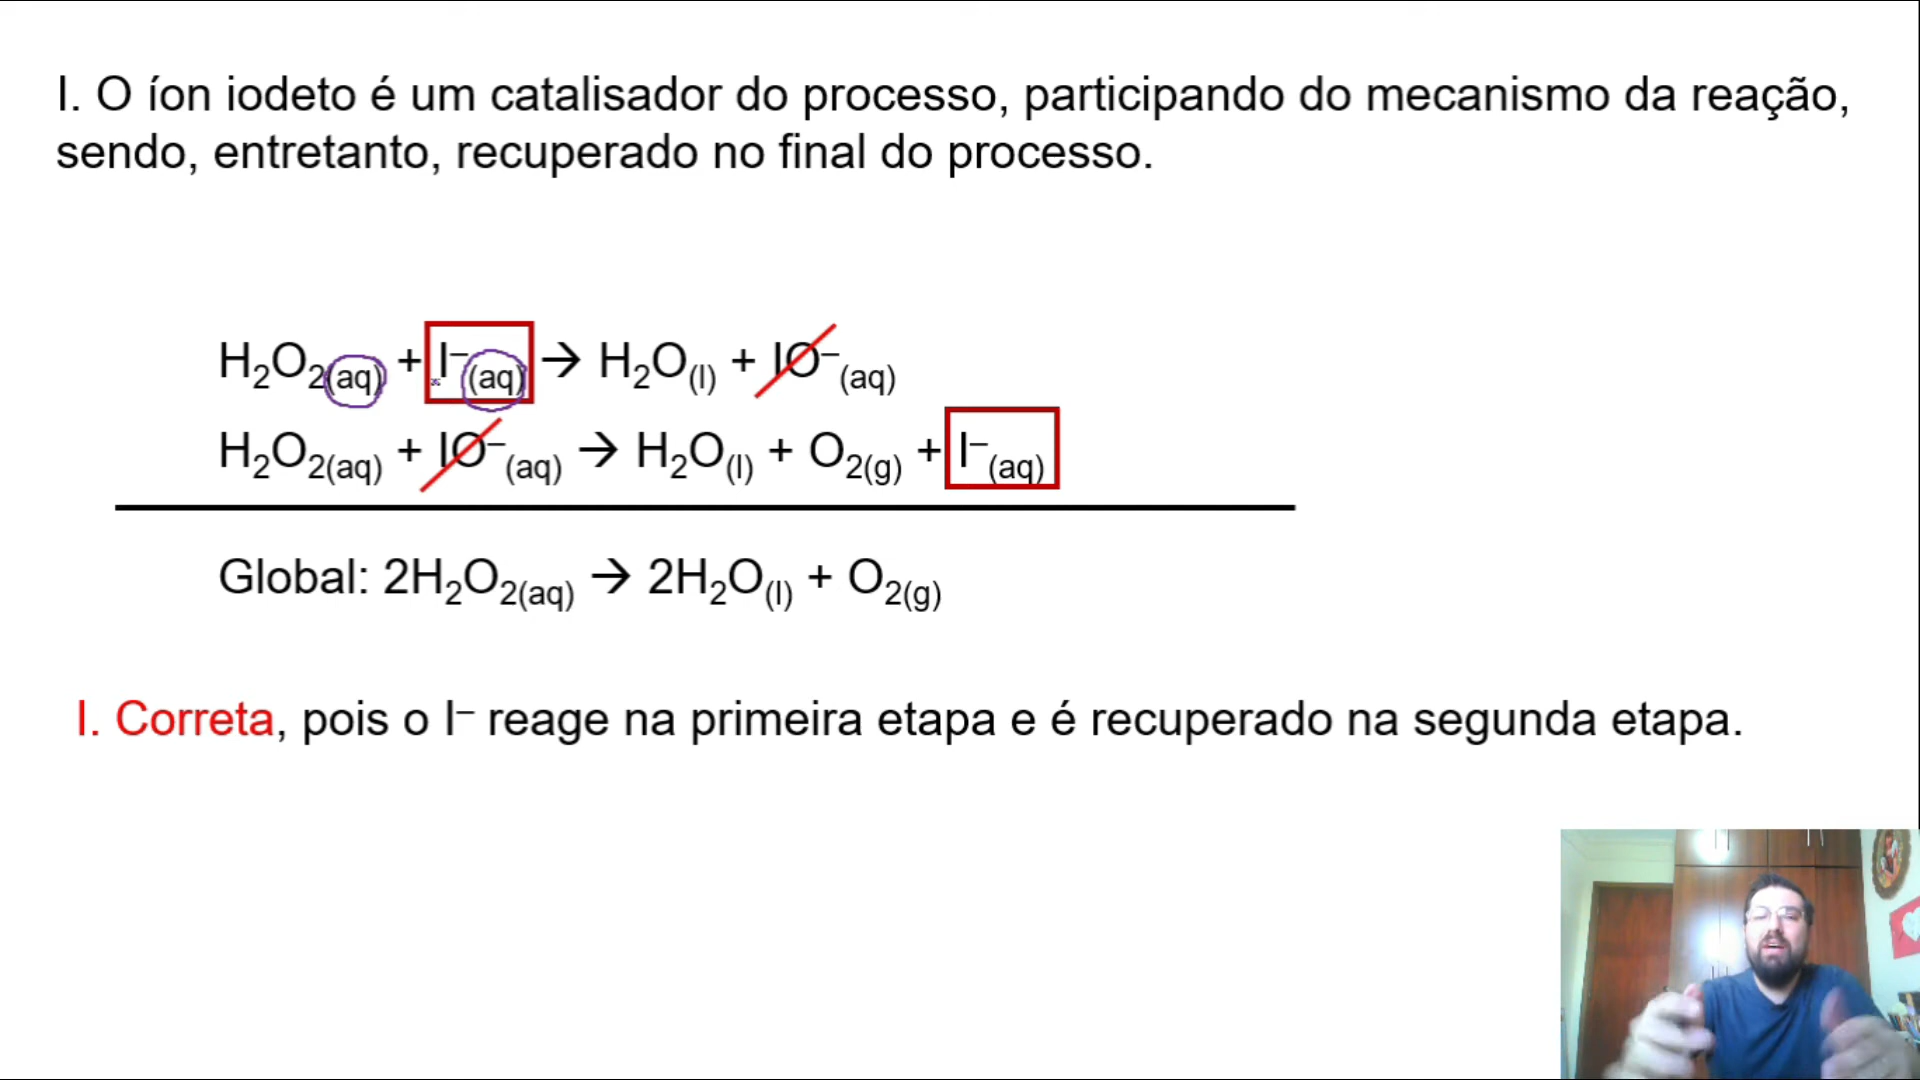 I. O íon iodeto é um catalisador do processo, participando do mecanismo da reação,
sendo, entretanto, recuperado no final do processo.
H₂O₂(aq) + I⁻(aq) → H₂O(l) + IO⁻(aq)
H₂O₂(aq) + IO⁻(aq) → H₂O(l) + O₂(g) + I⁻(aq)
Global: 2H₂O₂(aq) → 2H₂O(l) + O₂(g)
I. Correta, pois o I⁻ reage na primeira etapa e é recuperado na segunda etapa.